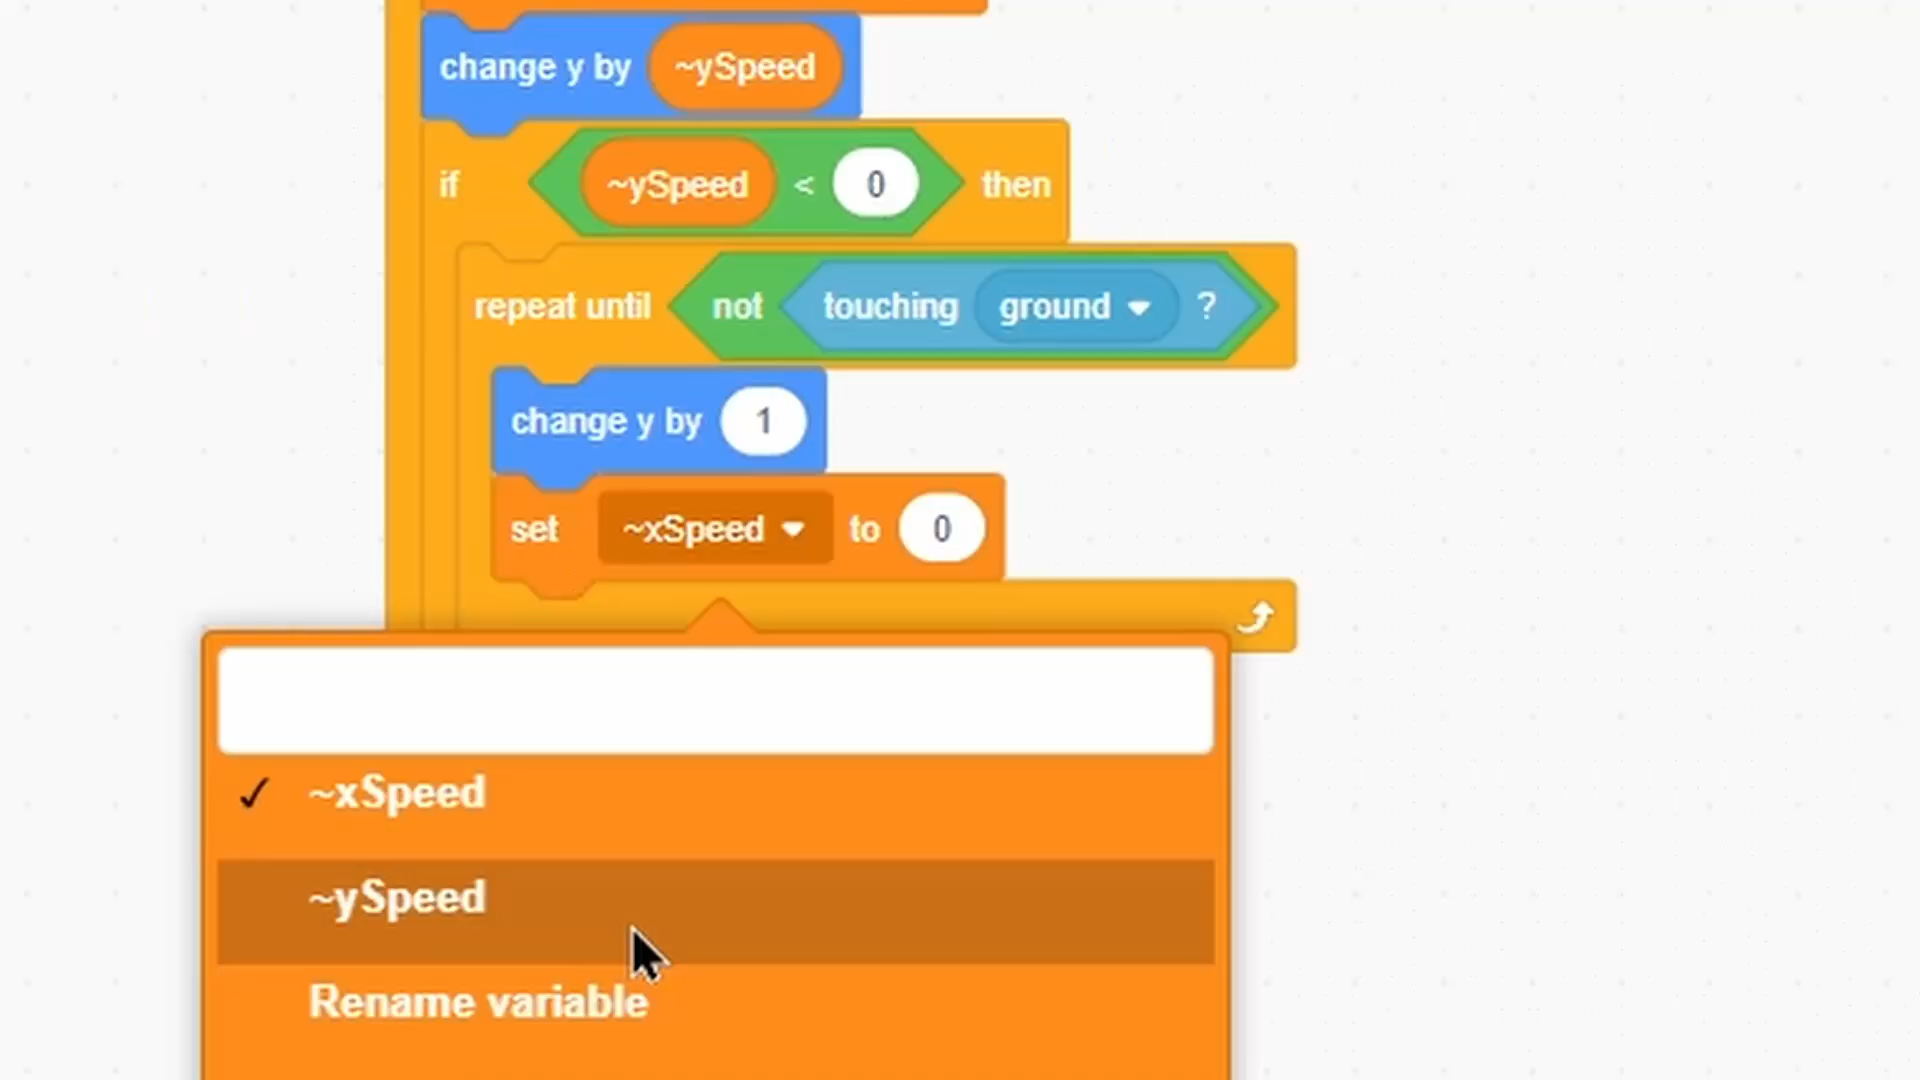 change y by ~ySpeed
if ~ySpeed < 0 then
repeat until not touching ground ?
change y by 1
set ~xSpeed to 0
✓ ~xSpeed
~ySpeed
Rename variable